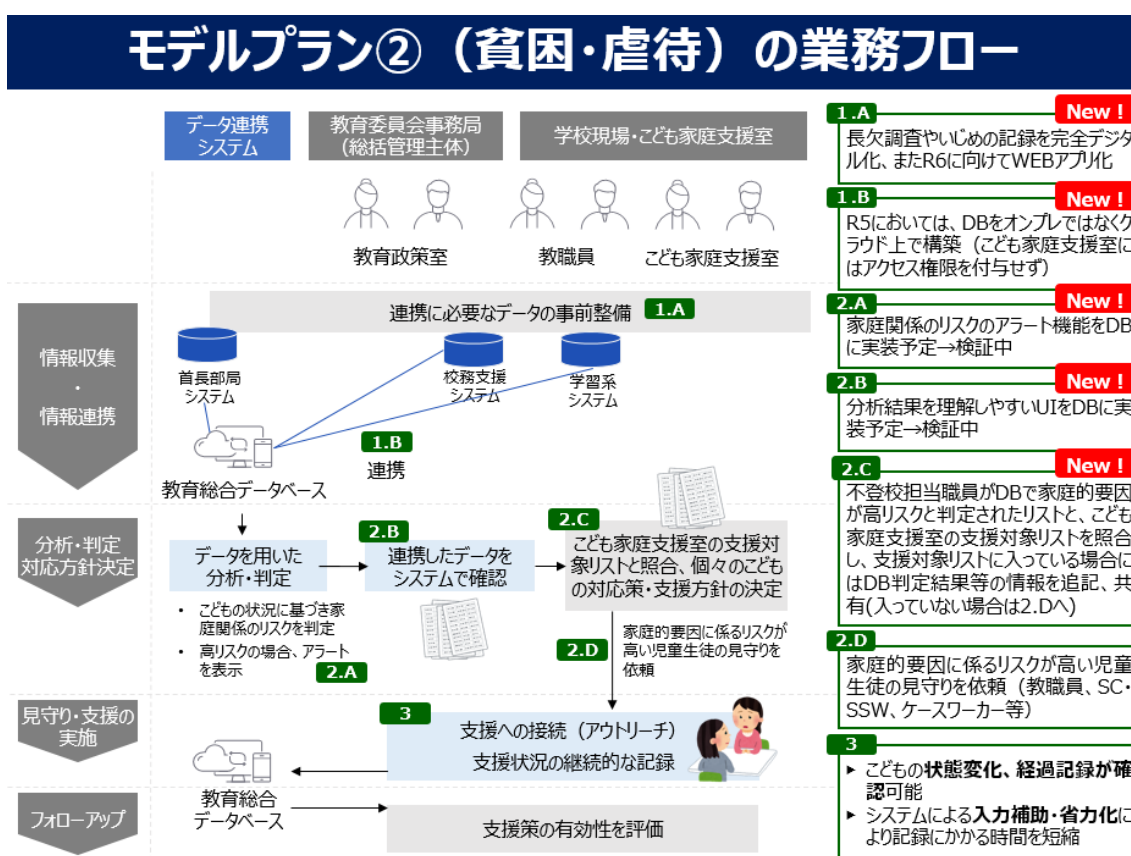 モデルプラン②（貧困・虐待）の業務フロー
データ連携
システム
教育委員会事務局
（総括管理主体）
学校現場・こども家庭支援室
教育政策室
教職員
こども家庭支援室
情報収集
・
情報連携
連携に必要なデータの事前整備
1.A
首長部局
システム
校務支援
システム
学習系
システム
1.B
連携
教育総合データベース
分析・判定
対応方針決定
データを用いた
分析・判定
• こどもの状況に基づき家
庭関係のリスクを判定
• 高リスクの場合、アラート
を表示
2.A
2.B
連携したデータを
システムで確認
2.C
こども家庭支援室の支援対
象リストと照合、個々のこども
の対応策・支援方針の決定
2.D
家庭的要因に係るリスクが
高い児童生徒の見守りを
依頼
見守り・支援の
実施
3
支援への接続（アウトリーチ）
支援状況の継続的な記録
教育総合
データベース
フォローアップ
支援策の有効性を評価
1.A
New！
長欠調査やいじめの記録を完全デジタ
ル化、またR6に向けてWEBアプリ化
1.B
New！
R5においては、DBをオンプレではなくク
ラウド上で構築（こども家庭支援室に
はアクセス権限を付与せず）
2.A
New！
家庭関係のリスクのアラート機能をDB
に実装予定→検証中
2.B
New！
分析結果を理解しやすいUIをDBに実
装予定→検証中
2.C
New！
不登校担当職員がDBで家庭的要因
が高リスクと判定されたリストと、こども
家庭支援室の支援対象リストを照合
し、支援対象リストに入っている場合に
はDB判定結果等の情報を追記、共
有(入っていない場合は2.Dへ)
2.D
家庭的要因に係るリスクが高い児童
生徒の見守りを依頼（教職員、SC・
SSW、ケースワーカー等）
3
▶ こどもの状態変化、経過記録が確
認可能
▶ システムによる入力補助・省力化に
より記録にかかる時間を短縮